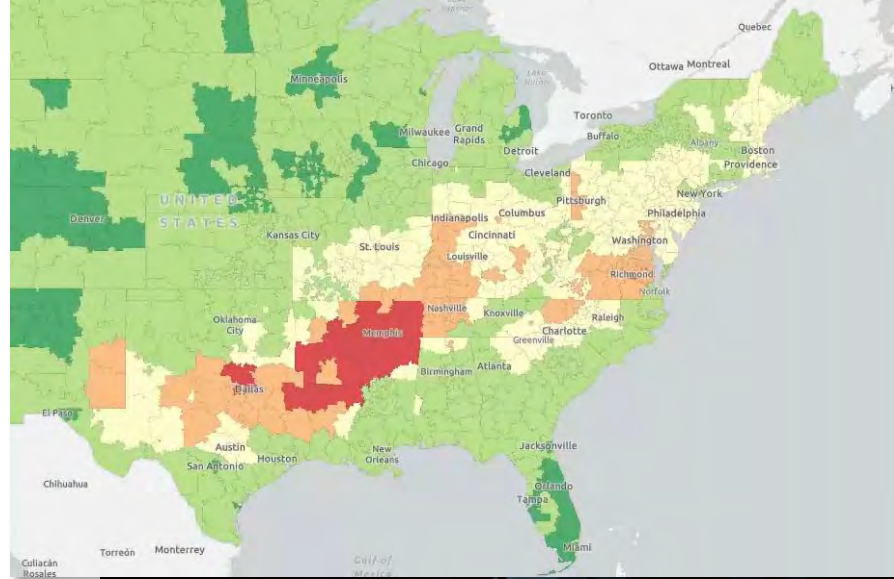 Quebec
Ottawa Montreal
Minneapolis
Toronto
Milwaukee Grand Rapids
Buffalo
Albany
Detroit
Boston
Chicago
Providence
Cleveland
New York
Pittsburgh
UNITED STATES
Denver
Indianapolis
Columbus
Philadelphia
Kansas City
Cincinnati
Washington
St. Louis
Louisville
Richmond
Norfolk
Nashville
Knoxville
Raleigh
Oklahoma City
Memphis
Charlotte
Greenville
Atlanta
Birmingham
Dallas
El Paso
Austin
Jacksonville
New Orleans
Houston
San Antonio
Chihuahua
Orlando
Tampa
Miami
Torreón
Monterrey
Gulf of Mexico
Culiacán Rosales